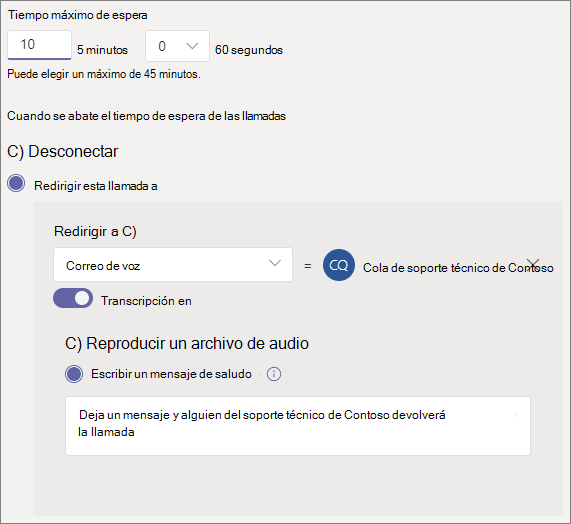 Tiempo máximo de espera
10 5 minutos 0 60 segundos
Puede elegir un máximo de 45 minutos.
Cuando se abate el tiempo de espera de las llamadas
C) Desconectar
Redirigir esta llamada a
Redirigir a C)
Correo de voz = CQ Cola de soporte técnico de Contoso
Transcripción en
C) Reproducir un archivo de audio
Escribir un mensaje de saludo
Deja un mensaje y alguien del soporte técnico de Contoso devolverá
la llamada